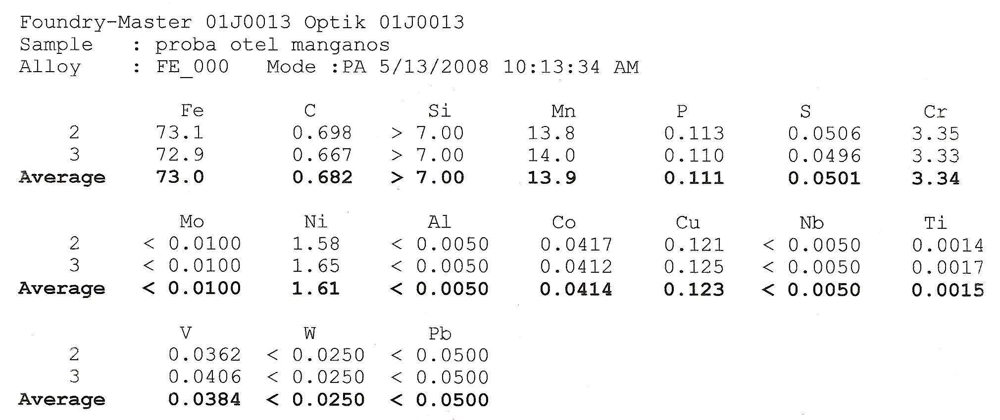 Foundry-Master 01J0013 Optik 01J0013
Sample : proba otel manganos
Alloy : FE_000 Mode :PA 5/13/2008 10:13:34 AM
Fe C Si Mn P S Cr
2 73.1 0.698 > 7.00 13.8 0.113 0.0506 3.35
3 72.9 0.667 > 7.00 14.0 0.110 0.0496 3.33
Average 73.0 0.682 > 7.00 13.9 0.111 0.0501 3.34
Mo Ni Al Co Cu Nb Ti
2 < 0.0100 1.58 < 0.0050 0.0417 0.121 < 0.0050 0.0014
3 < 0.0100 1.65 < 0.0050 0.0412 0.125 < 0.0050 0.0017
Average < 0.0100 1.61 < 0.0050 0.0414 0.123 < 0.0050 0.0015
V W Pb
2 0.0362 < 0.0250 < 0.0500
3 0.0406 < 0.0250 < 0.0500
Average 0.0384 < 0.0250 < 0.0500